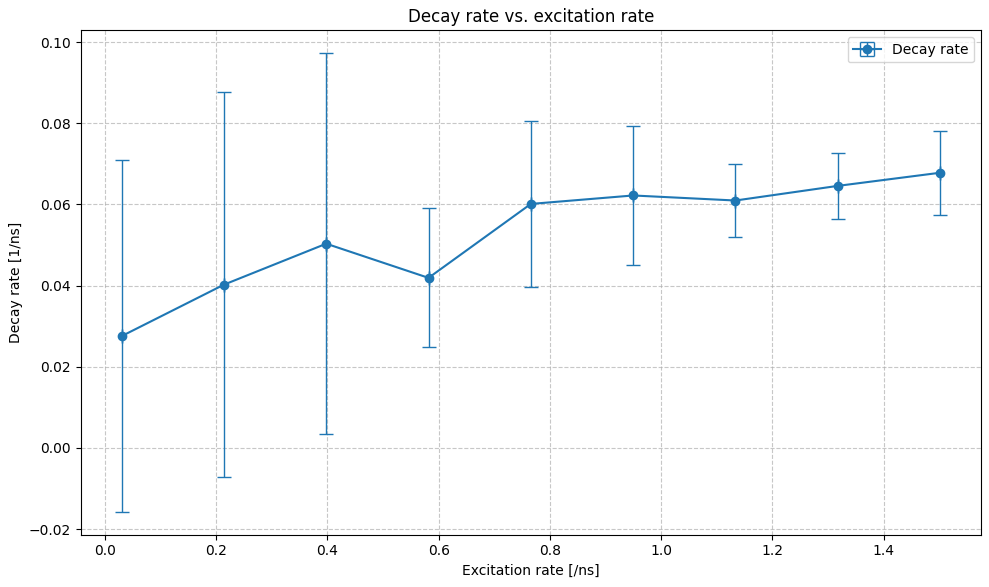 Decay rate vs. excitation rate
Decay rate
0.10
0.08
0.06
0.04
0.02
0.00
−0.02
Decay rate [1/ns]
0.0 0.2 0.4 0.6 0.8 1.0 1.2 1.4
Excitation rate [/ns]